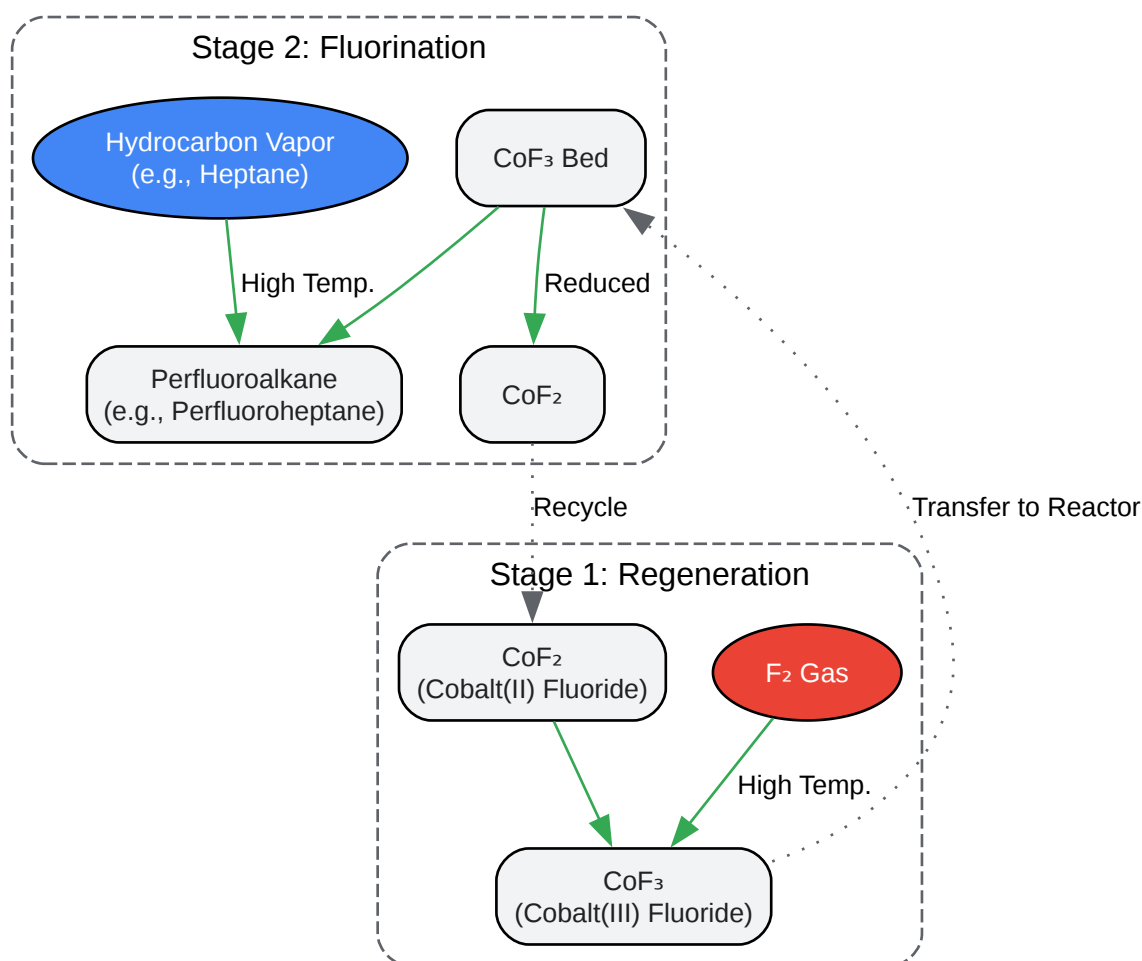 Stage 2: Fluorination
Hydrocarbon Vapor
(e.g., Heptane)
CoF₃ Bed
High Temp.
Reduced
Perfluoroalkane
(e.g., Perfluoroheptane)
CoF₂
Recycle
Transfer to Reactor
Stage 1: Regeneration
CoF₂
(Cobalt(II) Fluoride)
F₂ Gas
High Temp.
CoF₃
(Cobalt(III) Fluoride)